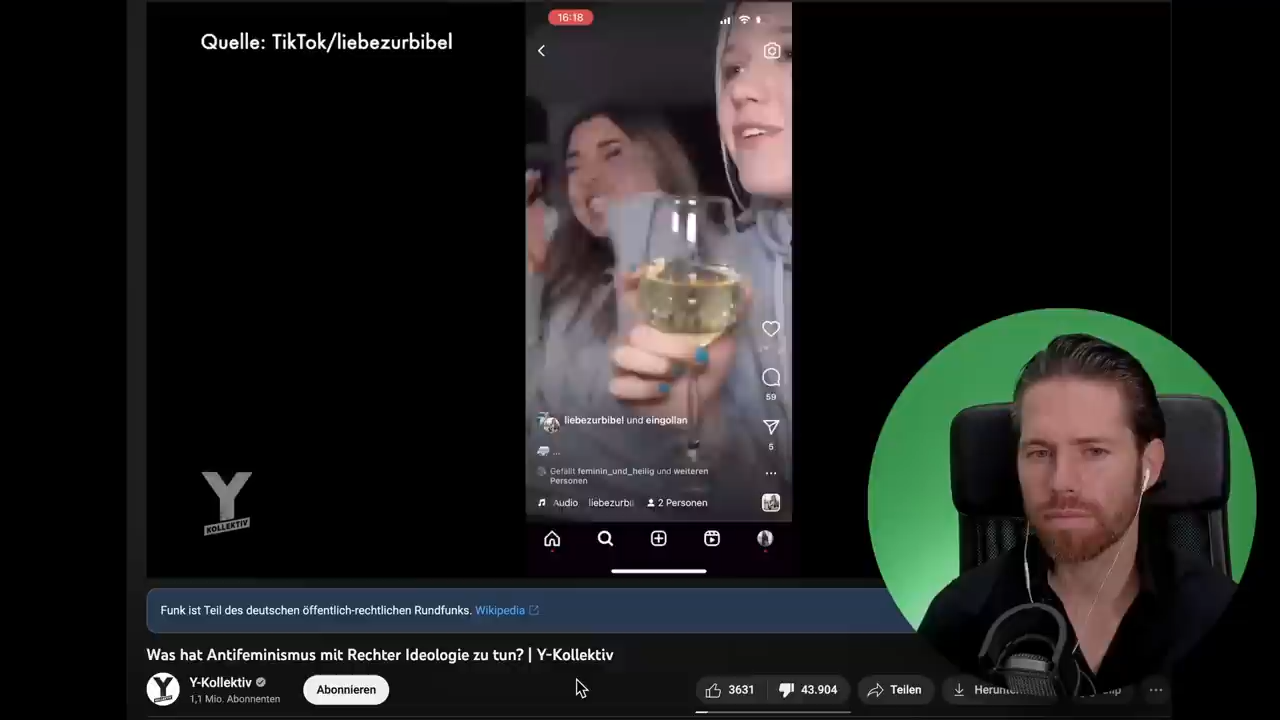 Quelle: TikTok/liebezurbibel
16:18
59
liebezurbibel und eingollan
...
5
Gefällt feminin_und_heilig und weiteren
Personen
Audio liebezurbi 2 Personen
Y
KOLLEKTIV
Funk ist Teil des deutschen öffentlich-rechtlichen Rundfunks. Wikipedia
Was hat Antifeminismus mit Rechter Ideologie zu tun? | Y-Kollektiv
Y-Kollektiv
1,1 Mio. Abonnenten
Abonnieren
3631
43.904
Teilen